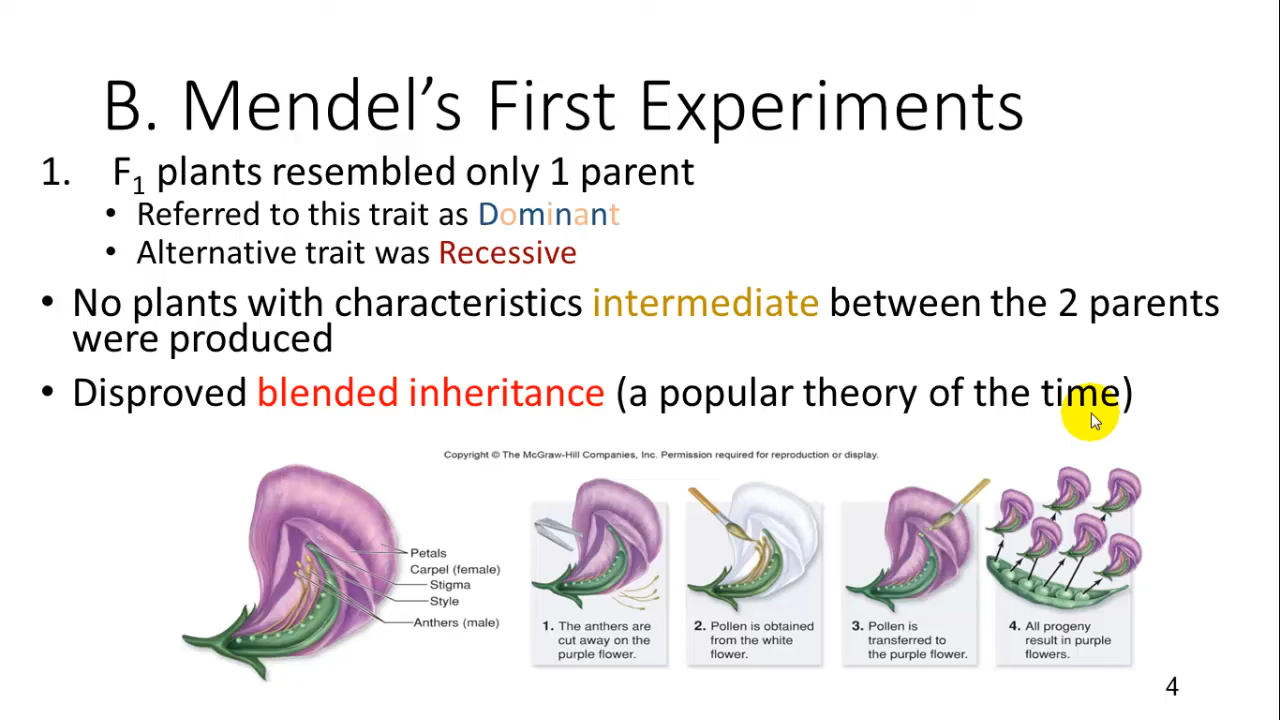 B. Mendel’s First Experiments
1. F1 plants resembled only 1 parent
• Referred to this trait as Dominant
• Alternative trait was Recessive
• No plants with characteristics intermediate between the 2 parents
were produced
• Disproved blended inheritance (a popular theory of the time)
Copyright © The McGraw-Hill Companies, Inc. Permission required for reproduction or display.
Petals
Carpel (female)
Stigma
Style
Anthers (male)
1. The anthers are
cut away on the
purple flower.
2. Pollen is obtained
from the white
flower.
3. Pollen is
transferred to
the purple flower.
4. All progeny
result in purple
flowers.
4